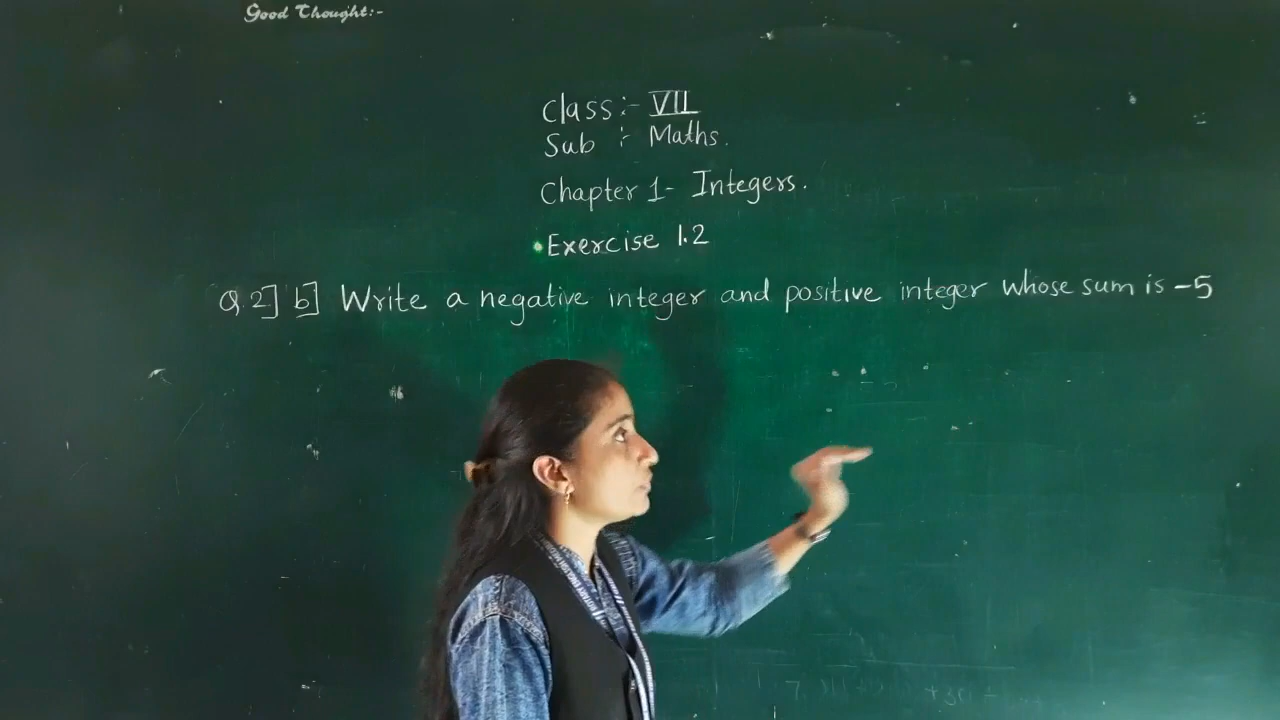 Good Thought:-
Class :- VII
Sub :- Maths.
Chapter 1- Integers.
Exercise 1.2
Q.2] b] Write a negative integer and positive integer whose sum is -5